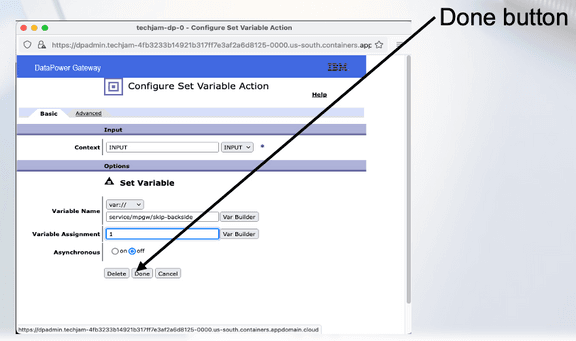 Done button
techjam-dp-0 - Configure Set Variable Action
https://dpadmin.techjam-4fb3233b14921b317ff7e3af2a6d8125-0000.us-south.containers.app
DataPower Gateway IBM
Configure Set Variable Action
Help
Basic Advanced
Input
Context INPUT INPUT *
Options
Set Variable
var://
Variable Name service/mpgw/skip-backside Var Builder
Variable Assignment 1 Var Builder
Asynchronous on off
Delete Done Cancel
https://dpadmin.techjam-4fb3233b14921b317ff7e3af2a6d8125-0000.us-south.containers.appdomain.cloud